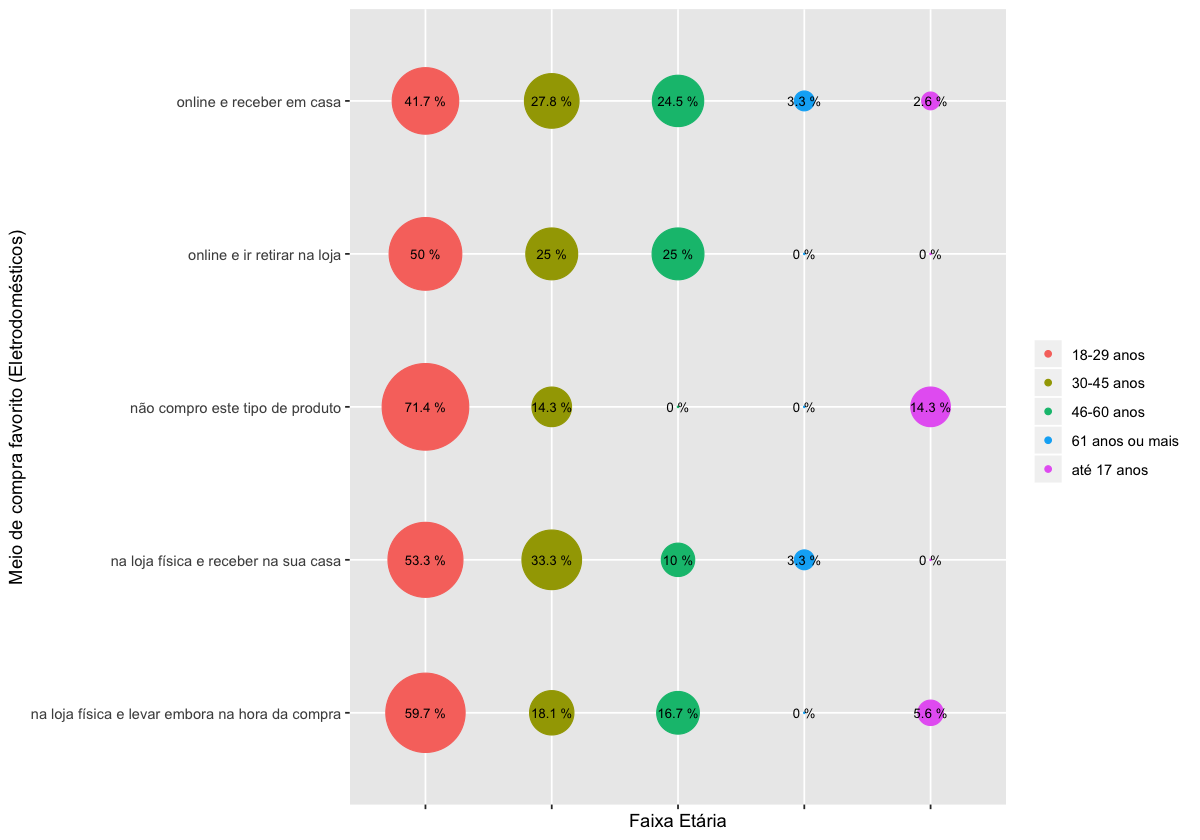 Meio de compra favorito (Eletrodomésticos)
online e receber em casa
41.7 %
27.8 %
24.5 %
3.3 %
2.6 %
online e ir retirar na loja
50 %
25 %
25 %
0 %
0 %
não compro este tipo de produto
71.4 %
14.3 %
0 %
0 %
14.3 %
na loja física e receber na sua casa
53.3 %
33.3 %
10 %
3.3 %
0 %
na loja física e levar embora na hora da compra
59.7 %
18.1 %
16.7 %
0 %
5.6 %
Faixa Etária
18-29 anos
30-45 anos
46-60 anos
61 anos ou mais
até 17 anos